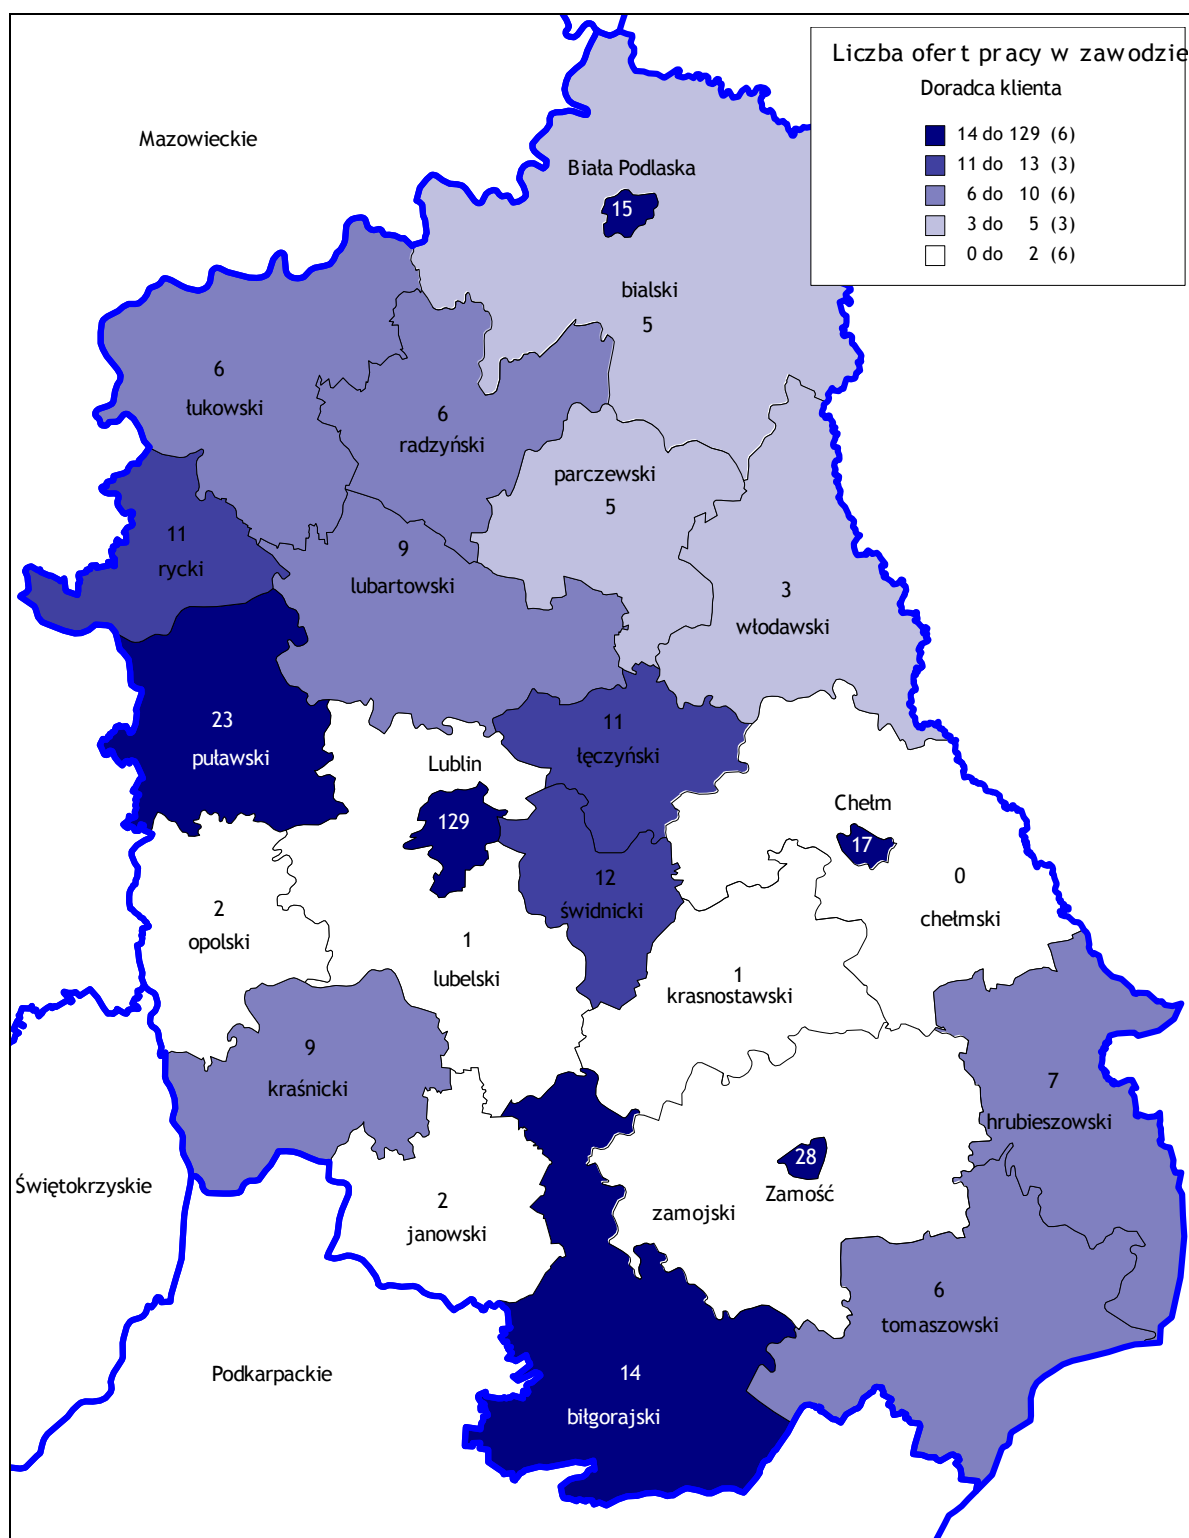 Liczba ofert pracy w zawodzie
Doradca klienta
14 do 129 (6)
11 do 13 (3)
6 do 10 (6)
3 do 5 (3)
0 do 2 (6)
Mazowieckie
Biała Podlaska
15
bialski
5
6
łukowski
6
radzyński
parczewski
5
11
rycki
9
lubartowski
3
włodawski
23
puławski
11
łęczyński
Lublin
129
Chełm
17
12
świdnicki
0
chełmski
2
opolski
1
lubelski
1
krasnostawski
9
kraśnicki
7
hrubieszowski
Świętokrzyskie
28
Zamość
zamojski
2
janowski
6
tomaszowski
Podkarpackie
14
biłgorajski